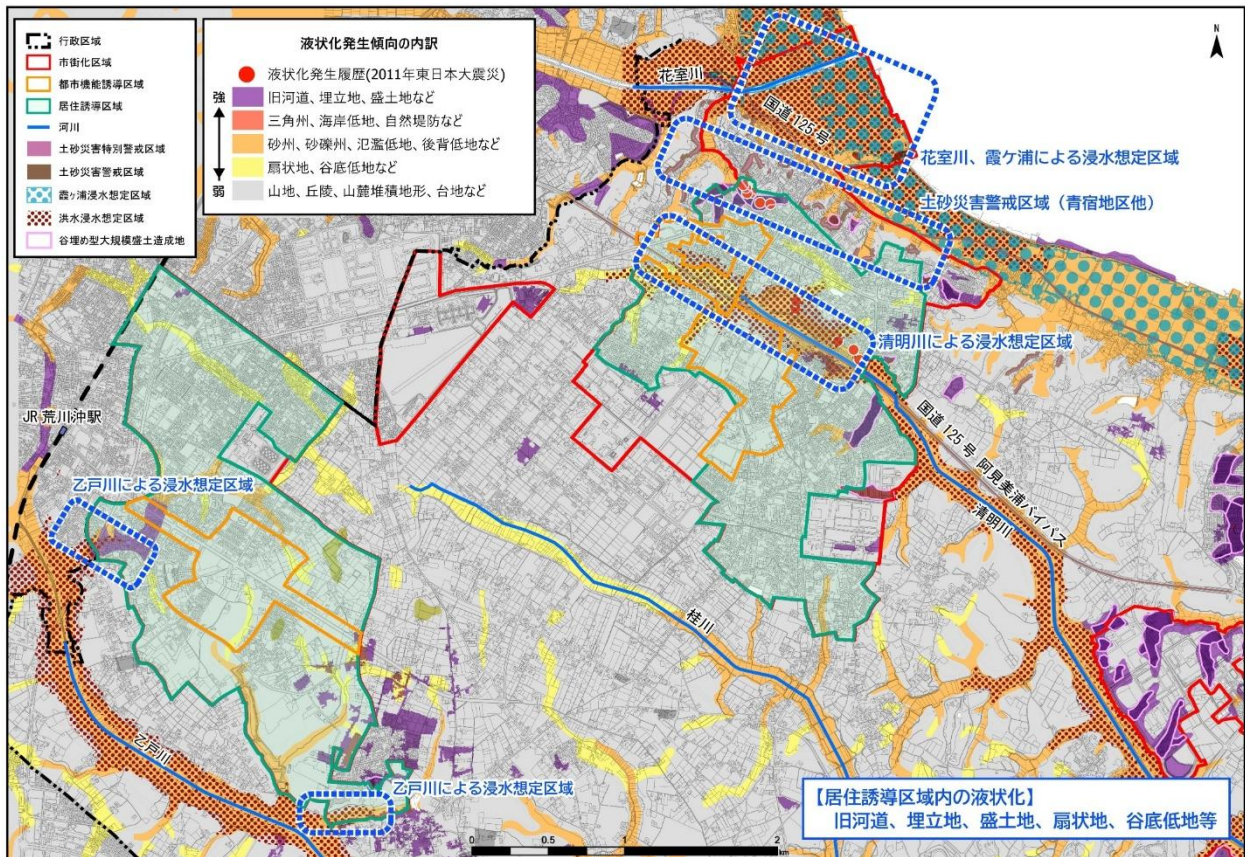 行政区域
市街化区域
都市機能誘導区域
居住誘導区域
河川
土砂災害特別警戒区域
土砂災害警戒区域
霞ヶ浦浸水想定区域
洪水浸水想定区域
谷埋め型大規模盛土造成地
液状化発生傾向の内訳
液状化発生履歴(2011年東日本大震災)
強
旧河道、埋立地、盛土地など
三角州、海岸低地、自然堤防など
砂州、砂礫州、氾濫低地、後背低地など
扇状地、谷底低地など
弱
山地、丘陵、山麓堆積地形、台地など
N
花室川
国道125号
花室川、霞ケ浦による浸水想定区域
土砂災害警戒区域（青宿地区他）
清明川による浸水想定区域
JR荒川沖駅
国道125号 阿見美浦バイパス
清明川
乙戸川による浸水想定区域
桂川
乙戸川
乙戸川による浸水想定区域
【居住誘導区域内の液状化】
旧河道、埋立地、盛土地、扇状地、谷底低地等
0 0.5 1 2
km